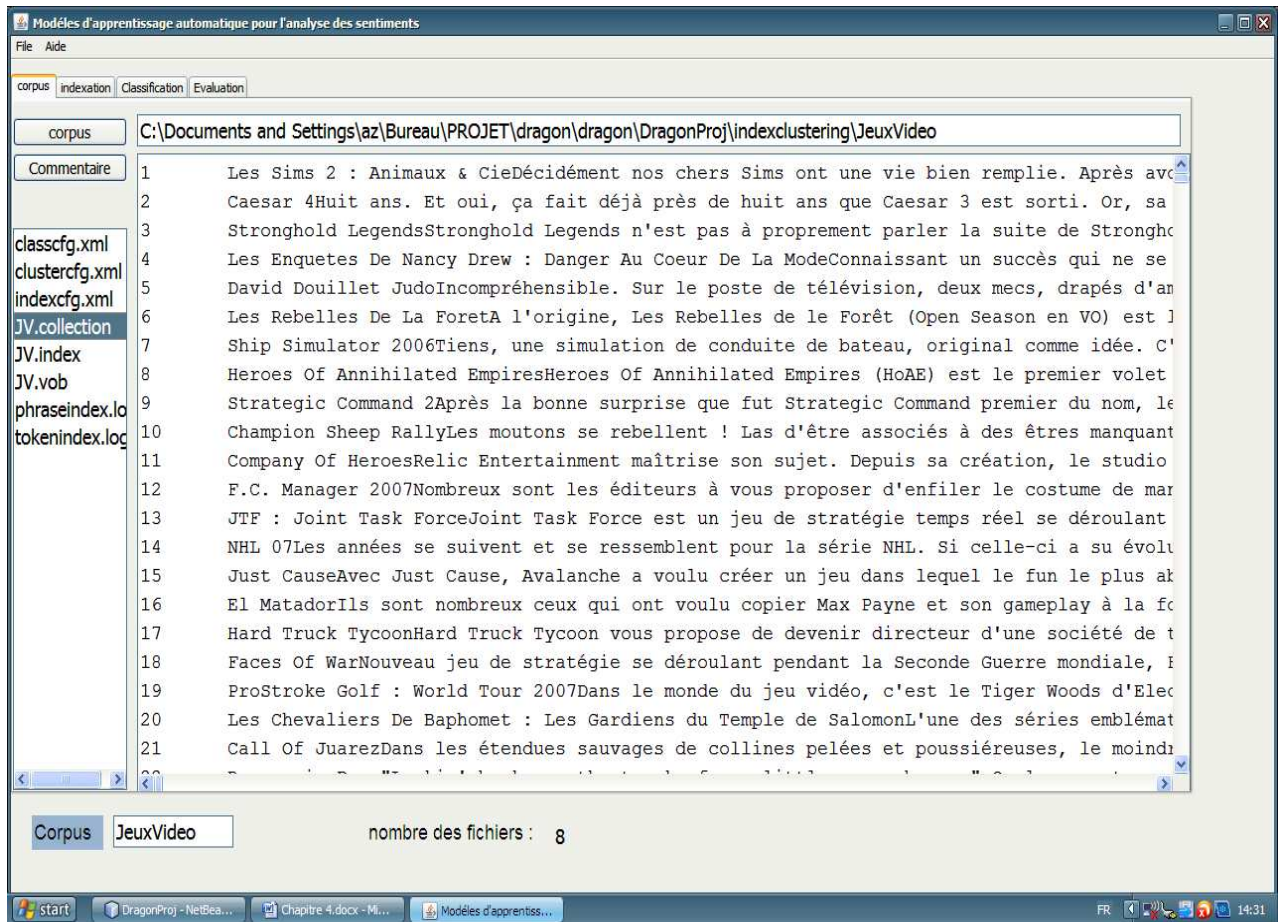 Modéles d'apprentissage automatique pour l'analyse des sentiments
File Aide
corpus indexation Classification Evaluation
corpus
C:\Documents and Settings\az\Bureau\PROJET\dragon\dragon\DragonProj\indexclustering\JeuxVideo
Commentaire
classcfg.xml
clustercfg.xml
indexcfg.xml
JV.collection
JV.index
JV.vob
phraseindex.lo
tokenindex.log
1 Les Sims 2 : Animaux & CieDécidément nos chers Sims ont une vie bien remplie. Après avo
2 Caesar 4Huit ans. Et oui, ça fait déjà près de huit ans que Caesar 3 est sorti. Or, sa
3 Stronghold LegendsStronghold Legends n'est pas à proprement parler la suite de Strongho
4 Les Enquetes De Nancy Drew : Danger Au Coeur De La ModeConnaissant un succès qui ne se
5 David Douillet JudoIncompréhensible. Sur le poste de télévision, deux mecs, drapés d'am
6 Les Rebelles De La ForetA l'origine, Les Rebelles de le Forêt (Open Season en VO) est l
7 Ship Simulator 2006Tiens, une simulation de conduite de bateau, original comme idée. C'
8 Heroes Of Annihilated EmpiresHeroes Of Annihilated Empires (HoAE) est le premier volet
9 Strategic Command 2Après la bonne surprise que fut Strategic Command premier du nom, le
10 Champion Sheep RallyLes moutons se rebellent ! Las d'être associés à des êtres manquant
11 Company Of HeroesRelic Entertainment maîtrise son sujet. Depuis sa création, le studio
12 F.C. Manager 2007Nombreux sont les éditeurs à vous proposer d'enfiler le costume de man
13 JTF : Joint Task ForceJoint Task Force est un jeu de stratégie temps réel se déroulant
14 NHL 07Les années se suivent et se ressemblent pour la série NHL. Si celle-ci a su évolu
15 Just CauseAvec Just Cause, Avalanche a voulu créer un jeu dans lequel le fun le plus ab
16 El MatadorIls sont nombreux ceux qui ont voulu copier Max Payne et son gameplay à la fo
17 Hard Truck TycoonHard Truck Tycoon vous propose de devenir directeur d'une société de t
18 Faces Of WarNouveau jeu de stratégie se déroulant pendant la Seconde Guerre mondiale,
19 ProStroke Golf : World Tour 2007Dans le monde du jeu vidéo, c'est le Tiger Woods d'Elec
20 Les Chevaliers De Baphomet : Les Gardiens du Temple de SalomonL'une des séries emblémat
21 Call Of JuarezDans les étendues sauvages de collines pelées et poussiéreuses, le moindr
Corpus JeuxVideo nombre des fichiers : 8
start DragonProj - NetBea... Chapitre 4.docx - Mi... Modéles d'apprentiss... FR 14:31